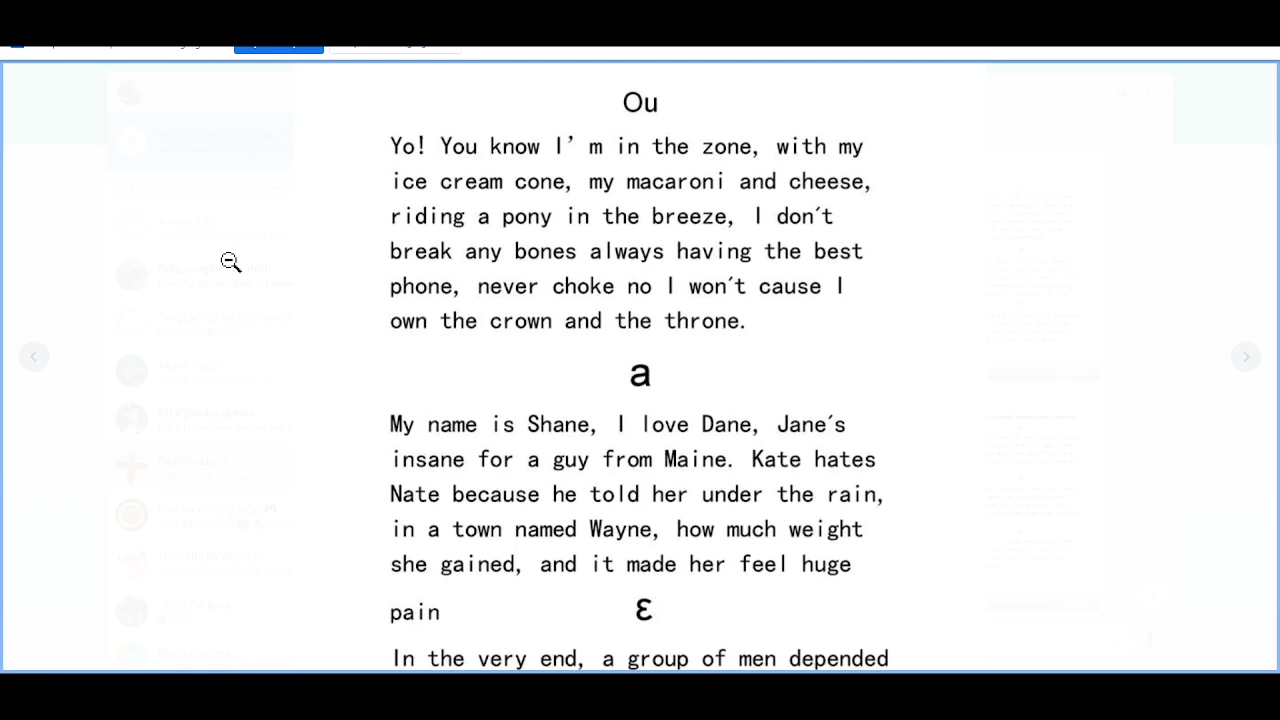 Ou
Yo! You know I’m in the zone, with my
ice cream cone, my macaroni and cheese,
riding a pony in the breeze, I don´t
break any bones always having the best
phone, never choke no I won´t cause I
own the crown and the throne.
a
My name is Shane, I love Dane, Jane´s
insane for a guy from Maine. Kate hates
Nate because he told her under the rain,
in a town named Wayne, how much weight
she gained, and it made her feel huge
pain
ɛ
In the very end, a group of men depended